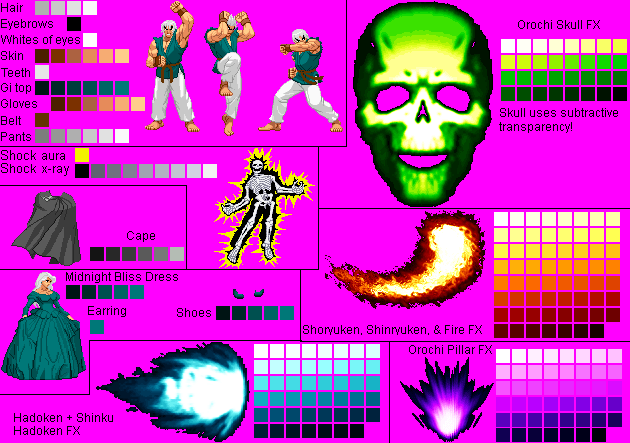 Hair
Eyebrows
Whites of eyes
Skin
Teeth
Gi top
Gloves
Belt
Pants
Orochi Skull FX
Skull uses subtractive
transparency!
Shock aura
Shock x-ray
Cape
Midnight Bliss Dress
Earring
Shoes
Shoryuken, Shinryuken, & Fire FX
Hadoken + Shinku
Hadoken FX
Orochi Pillar FX